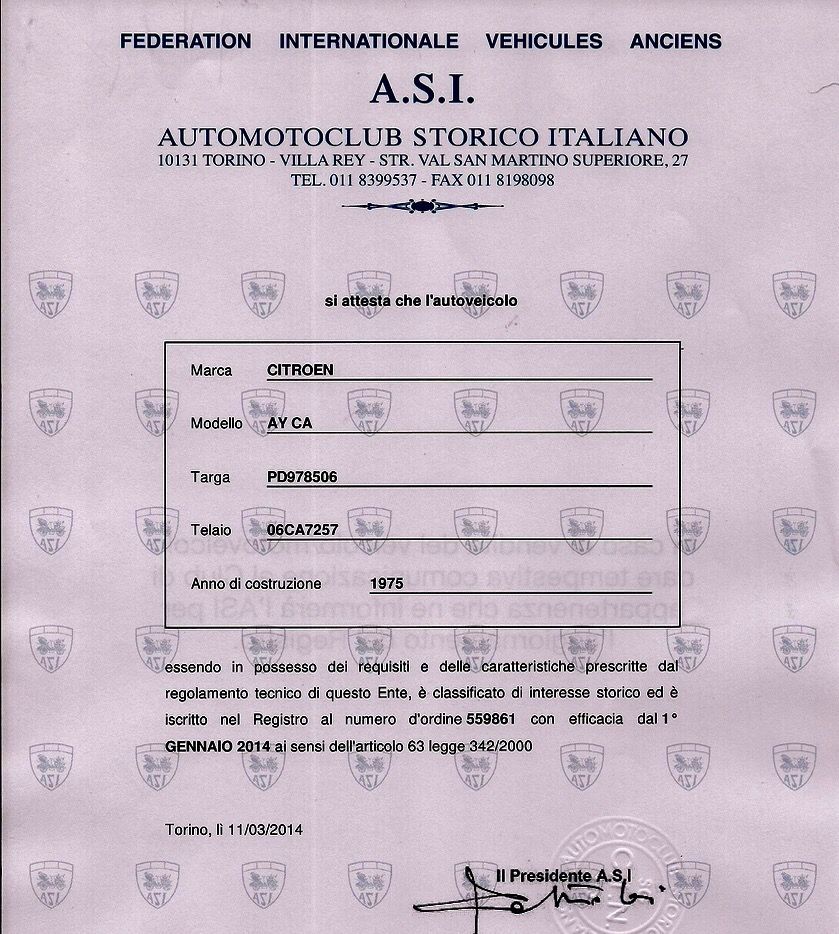 FEDERATION INTERNATIONALE VEHICULES ANCIENS
A.S.I.
AUTOMOTOCLUB STORICO ITALIANO
10131 TORINO - VILLA REY - STR. VAL SAN MARTINO SUPERIORE, 27
TEL. 011 8399537 - FAX 011 8198098
si attesta che l'autoveicolo
Marca CITROEN
Modello AY CA
Targa PD978506
Telaio 06CA7257
Anno di costruzione 1975
essendo in possesso dei requisiti e delle caratteristiche prescritte dal
regolamento tecnico di questo Ente, è classificato di interesse storico ed è
iscritto nel Registro al numero d'ordine 559861 con efficacia dal 1°
GENNAIO 2014 ai sensi dell'articolo 63 legge 342/2000
Torino, lì 11/03/2014
Il Presidente A.S.I